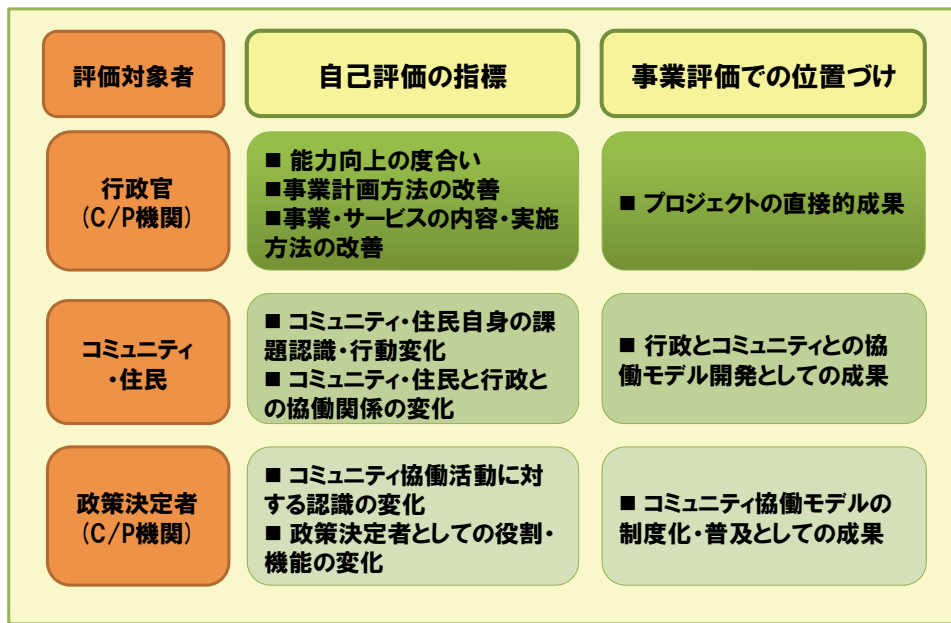 評価対象者
自己評価の指標
事業評価での位置づけ
行政官
(C/P機関)
■ 能力向上の度合い
■事業計画方法の改善
■事業・サービスの内容・実施
方法の改善
■ プロジェクトの直接的成果
コミュニティ
・住民
■ コミュニティ・住民自身の課
題認識・行動変化
■ コミュニティ・住民と行政と
の協働関係の変化
■ 行政とコミュニティとの協
働モデル開発としての成果
政策決定者
(C/P機関)
■ コミュニティ協働活動に対
する認識の変化
■ 政策決定者としての役割・
機能の変化
■ コミュニティ協働モデルの
制度化・普及としての成果